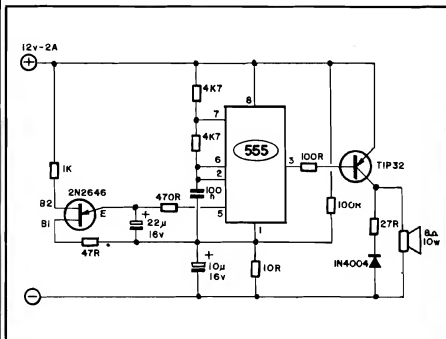 12v-2A
4K7
7
8
4K7
6
2
100
n
555
3
100R
TIP32
1K
2N2646
B2
E
B1
470R
5
1
100R
+
22µ
16v
47R
+
10µ
16v
10R
27R
1N4004
8Ω
10w